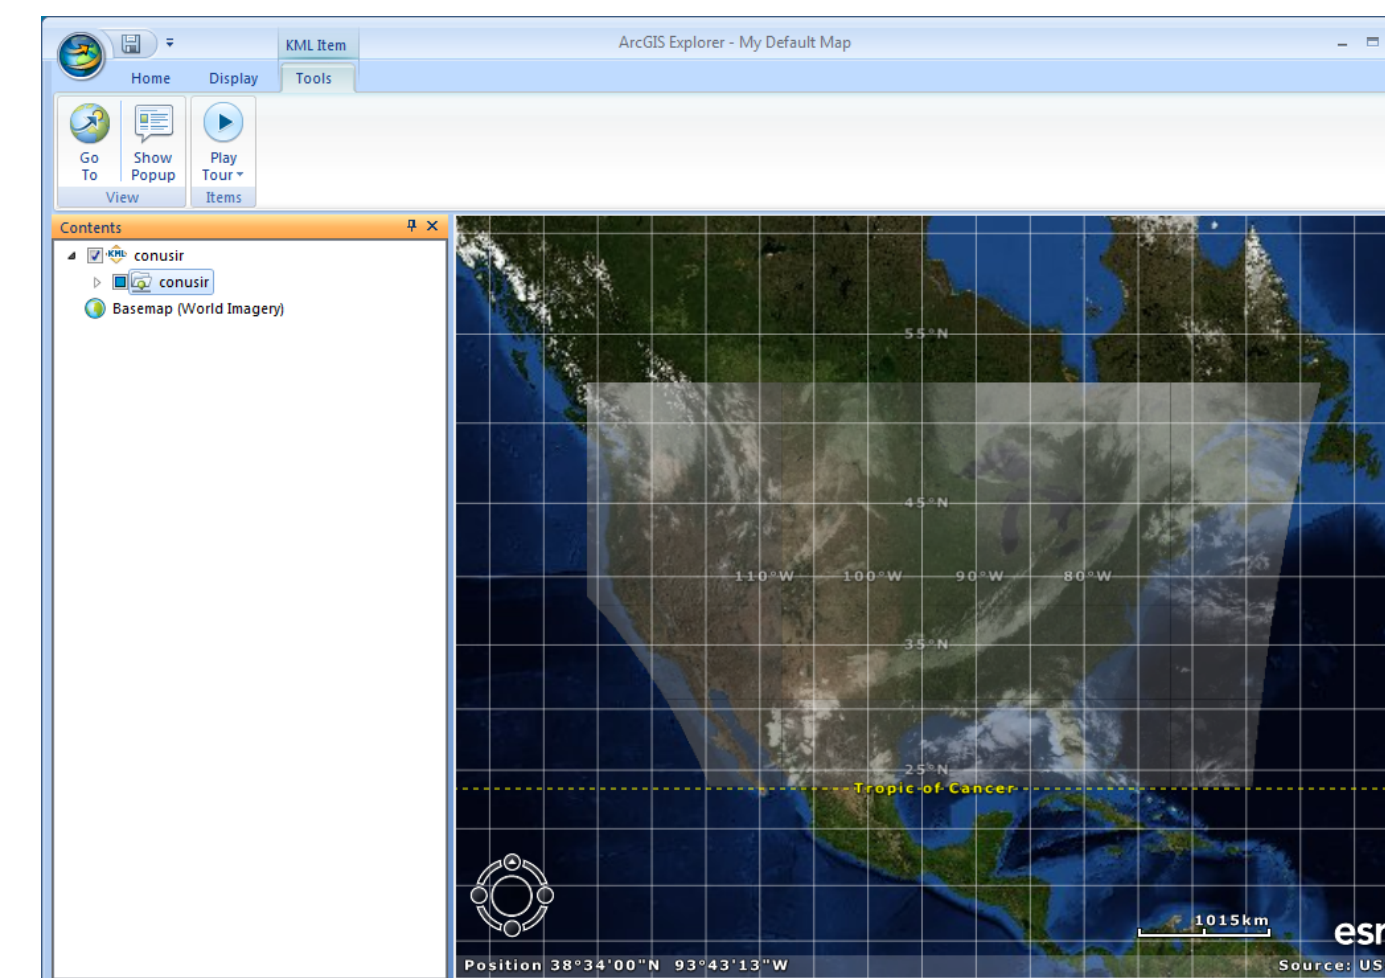 KML Item
ArcGIS Explorer - My Default Map
Home Display Tools
Go To
Show Popup
Play Tour
View Items
Contents
KML conusir
conusir
Basemap (World Imagery)
55°N
45°N
110°W 100°W 90°W 80°W
35°N
25°N
Tropic of Cancer
1015km
esr
Position 38°34'00"N 93°43'13"W
Source: US